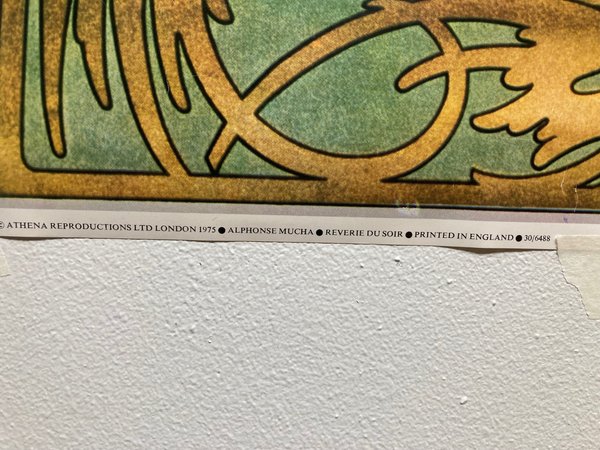 © ATHENA REPRODUCTIONS LTD LONDON 1975 ● ALPHONSE MUCHA ● REVERIE DU SOIR ● PRINTED IN ENGLAND ● 30/6488